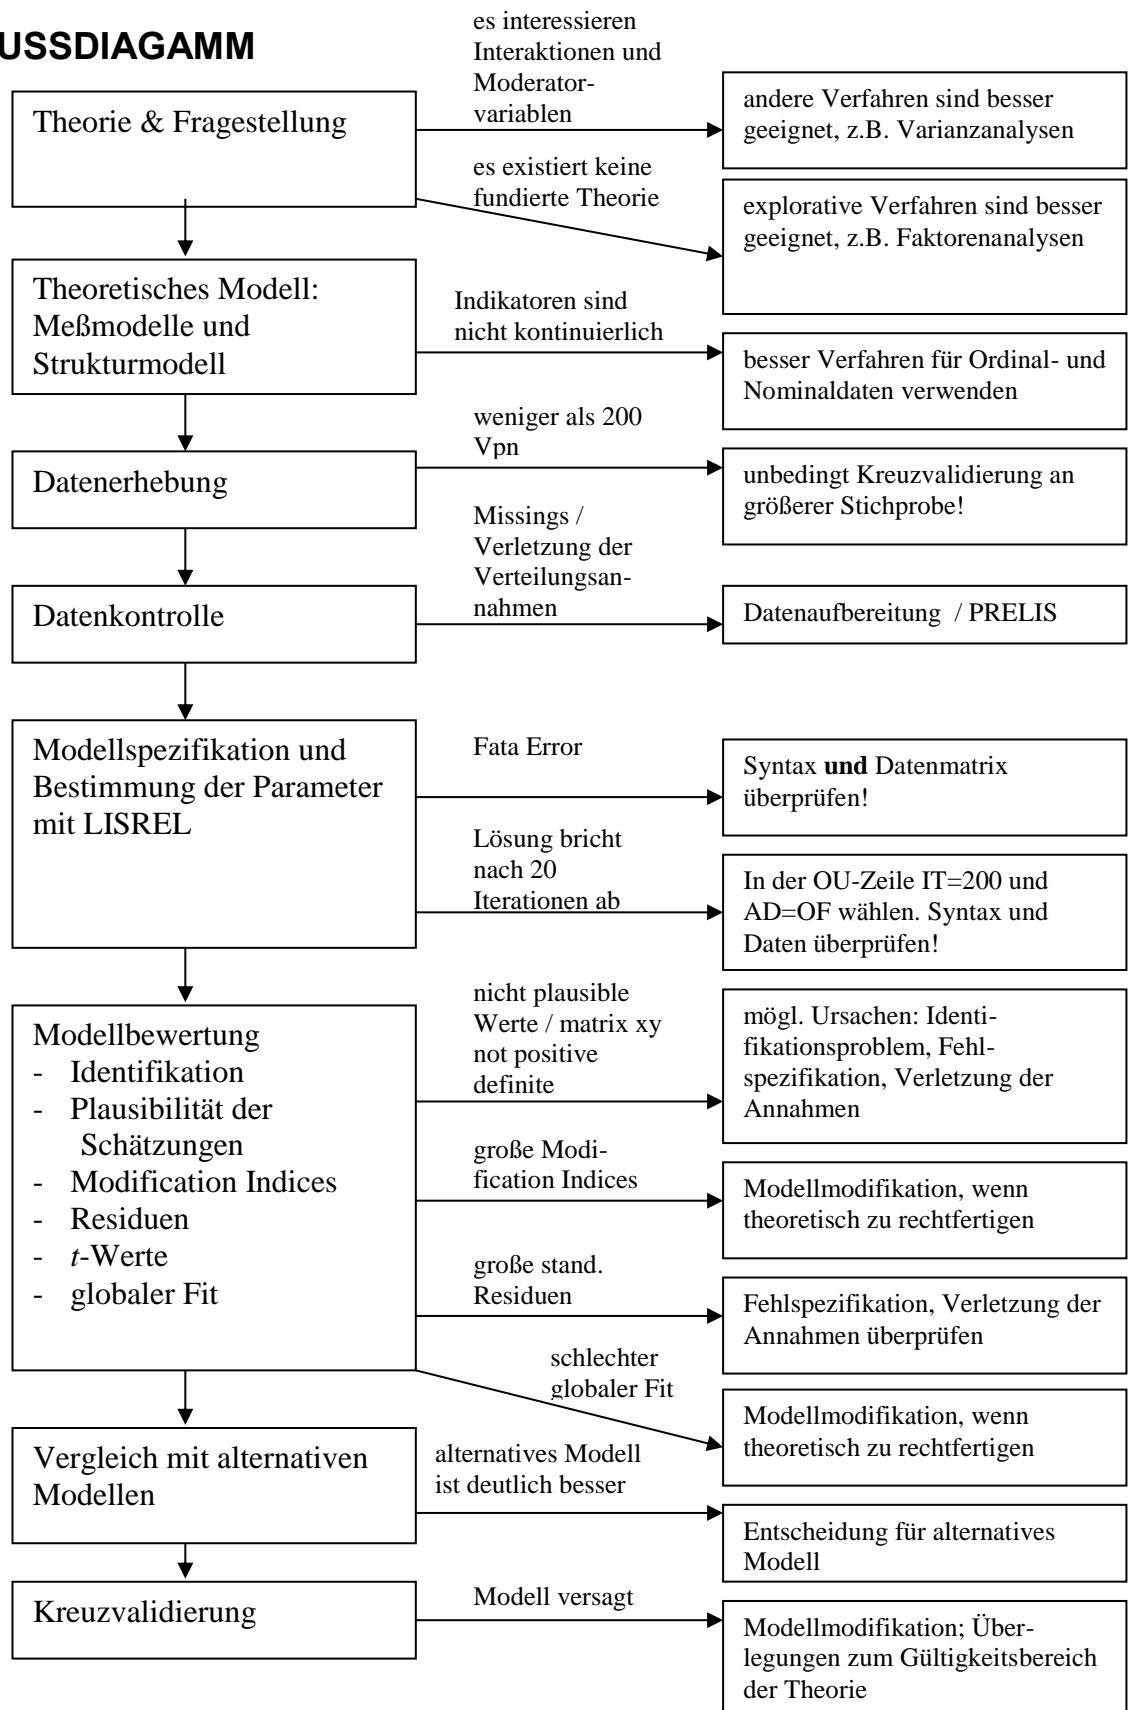 USSDIAGAMM
es interessieren
Interaktionen und
Moderator-
variablen
Theorie & Fragestellung
andere Verfahren sind besser
geeignet, z.B. Varianzanalysen
es existiert keine
fundierte Theorie
explorative Verfahren sind besser
geeignet, z.B. Faktorenanalysen
Theoretisches Modell:
Meßmodelle und
Strukturmodell
Indikatoren sind
nicht kontinuierlich
besser Verfahren für Ordinal- und
Nominaldaten verwenden
weniger als 200
Vpn
Datenerhebung
unbedingt Kreuzvalidierung an
größerer Stichprobe!
Missings /
Verletzung der
Verteilungsan-
nahmen
Datenkontrolle
Datenaufbereitung / PRELIS
Modellspezifikation und
Bestimmung der Parameter
mit LISREL
Fata Error
Syntax und Datenmatrix
überprüfen!
Lösung bricht
nach 20
Iterationen ab
In der OU-Zeile IT=200 und
AD=OF wählen. Syntax und
Daten überprüfen!
Modellbewertung
- Identifikation
- Plausibilität der
Schätzungen
- Modification Indices
- Residuen
- t-Werte
- globaler Fit
nicht plausible
Werte / matrix xy
not positive
definite
mögl. Ursachen: Identi-
fikationsproblem, Fehl-
spezifikation, Verletzung der
Annahmen
große Modi-
fication Indices
Modellmodifikation, wenn
theoretisch zu rechtfertigen
große stand.
Residuen
Fehlspezifikation, Verletzung der
Annahmen überprüfen
schlechter
globaler Fit
Modellmodifikation, wenn
theoretisch zu rechtfertigen
Vergleich mit alternativen
Modellen
alternatives Modell
ist deutlich besser
Entscheidung für alternatives
Modell
Kreuzvalidierung
Modell versagt
Modellmodifikation; Über-
legungen zum Gültigkeitsbereich
der Theorie